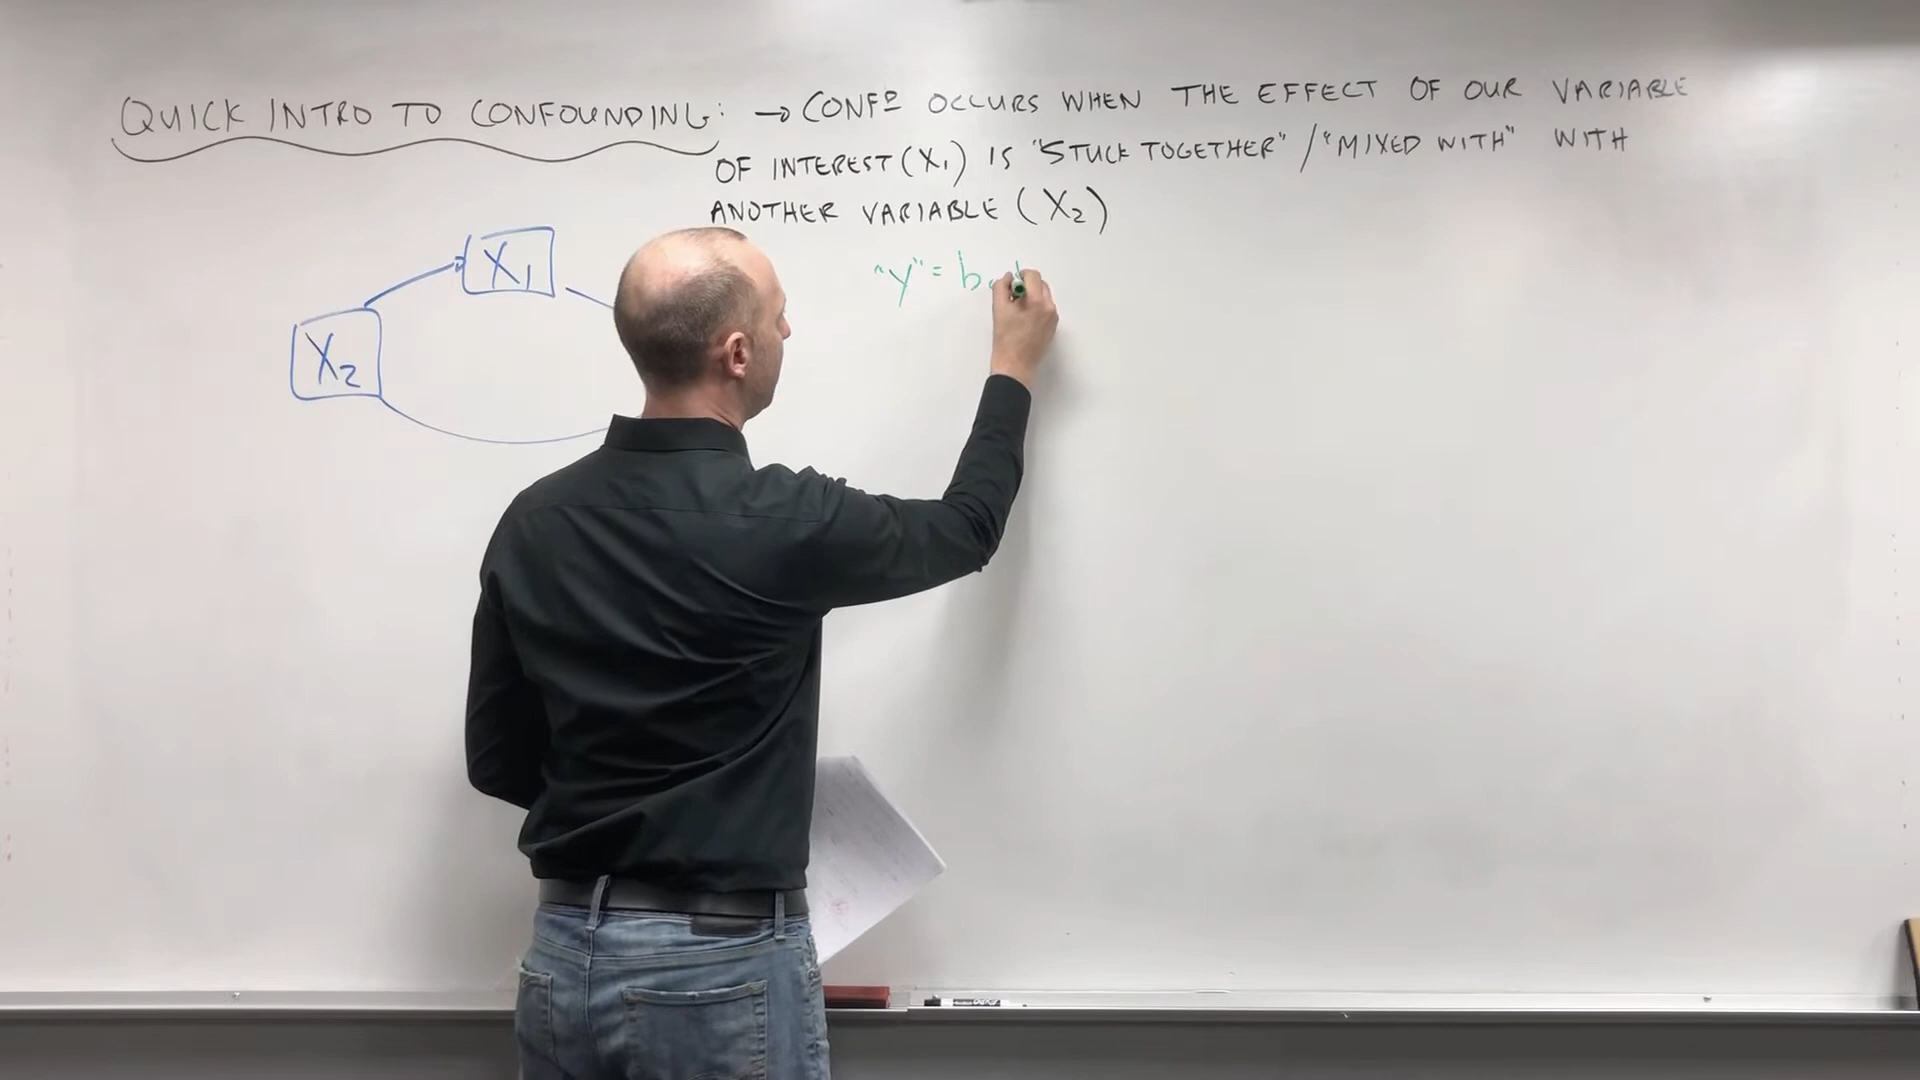 QUICK INTRO TO CONFOUNDING: → CONFD OCCURS WHEN THE EFFECT OF OUR VARIABLE
OF INTEREST (X1) IS "STUCK TOGETHER" / "MIXED WITH" WITH
ANOTHER VARIABLE (X2)
X1
"y" = b
X2